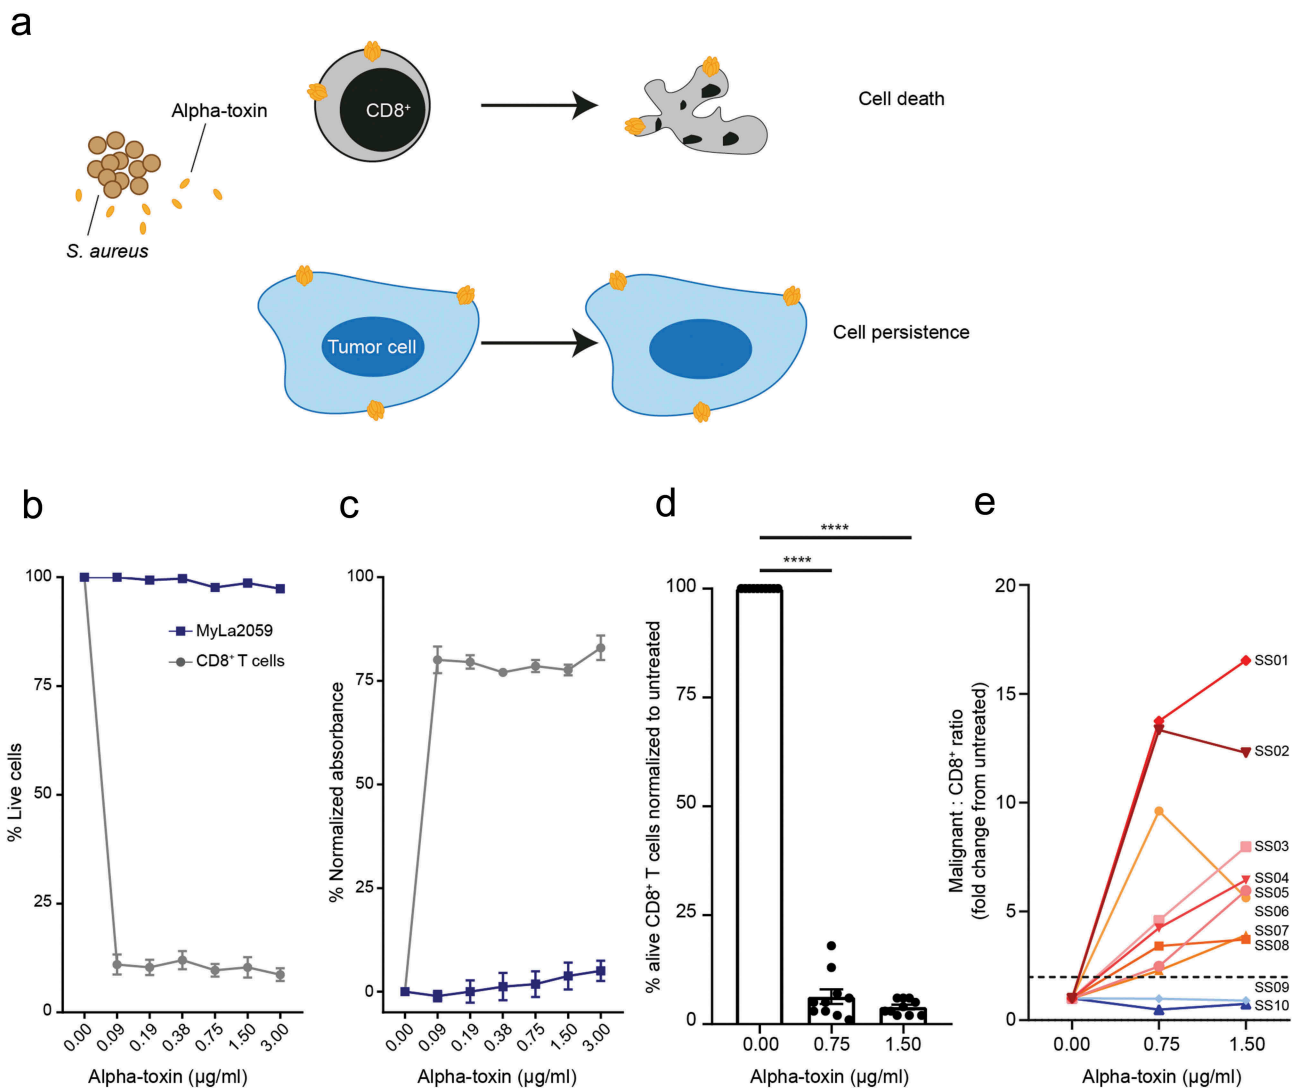 a
Alpha-toxin
S. aureus
CD8⁺
Cell death
Tumor cell
Cell persistence
b
% Live cells
100
75
50
25
0
MyLa2059
CD8⁺ T cells
0.00
0.09
0.19
0.38
0.75
1.50
3.00
Alpha-toxin (µg/ml)
c
% Normalized absorbance
100
75
50
25
0
0.00
0.09
0.19
0.38
0.75
1.50
3.00
Alpha-toxin (µg/ml)
d
% alive CD8⁺ T cells normalized to untreated
****
****
100
75
50
25
0
0.00
0.75
1.50
Alpha-toxin (µg/ml)
e
Malignant : CD8⁺ ratio
(fold change from untreated)
20
15
10
5
0
SS01
SS02
SS03
SS04
SS05
SS06
SS07
SS08
SS09
SS10
0.00
0.75
1.50
Alpha-toxin (µg/ml)